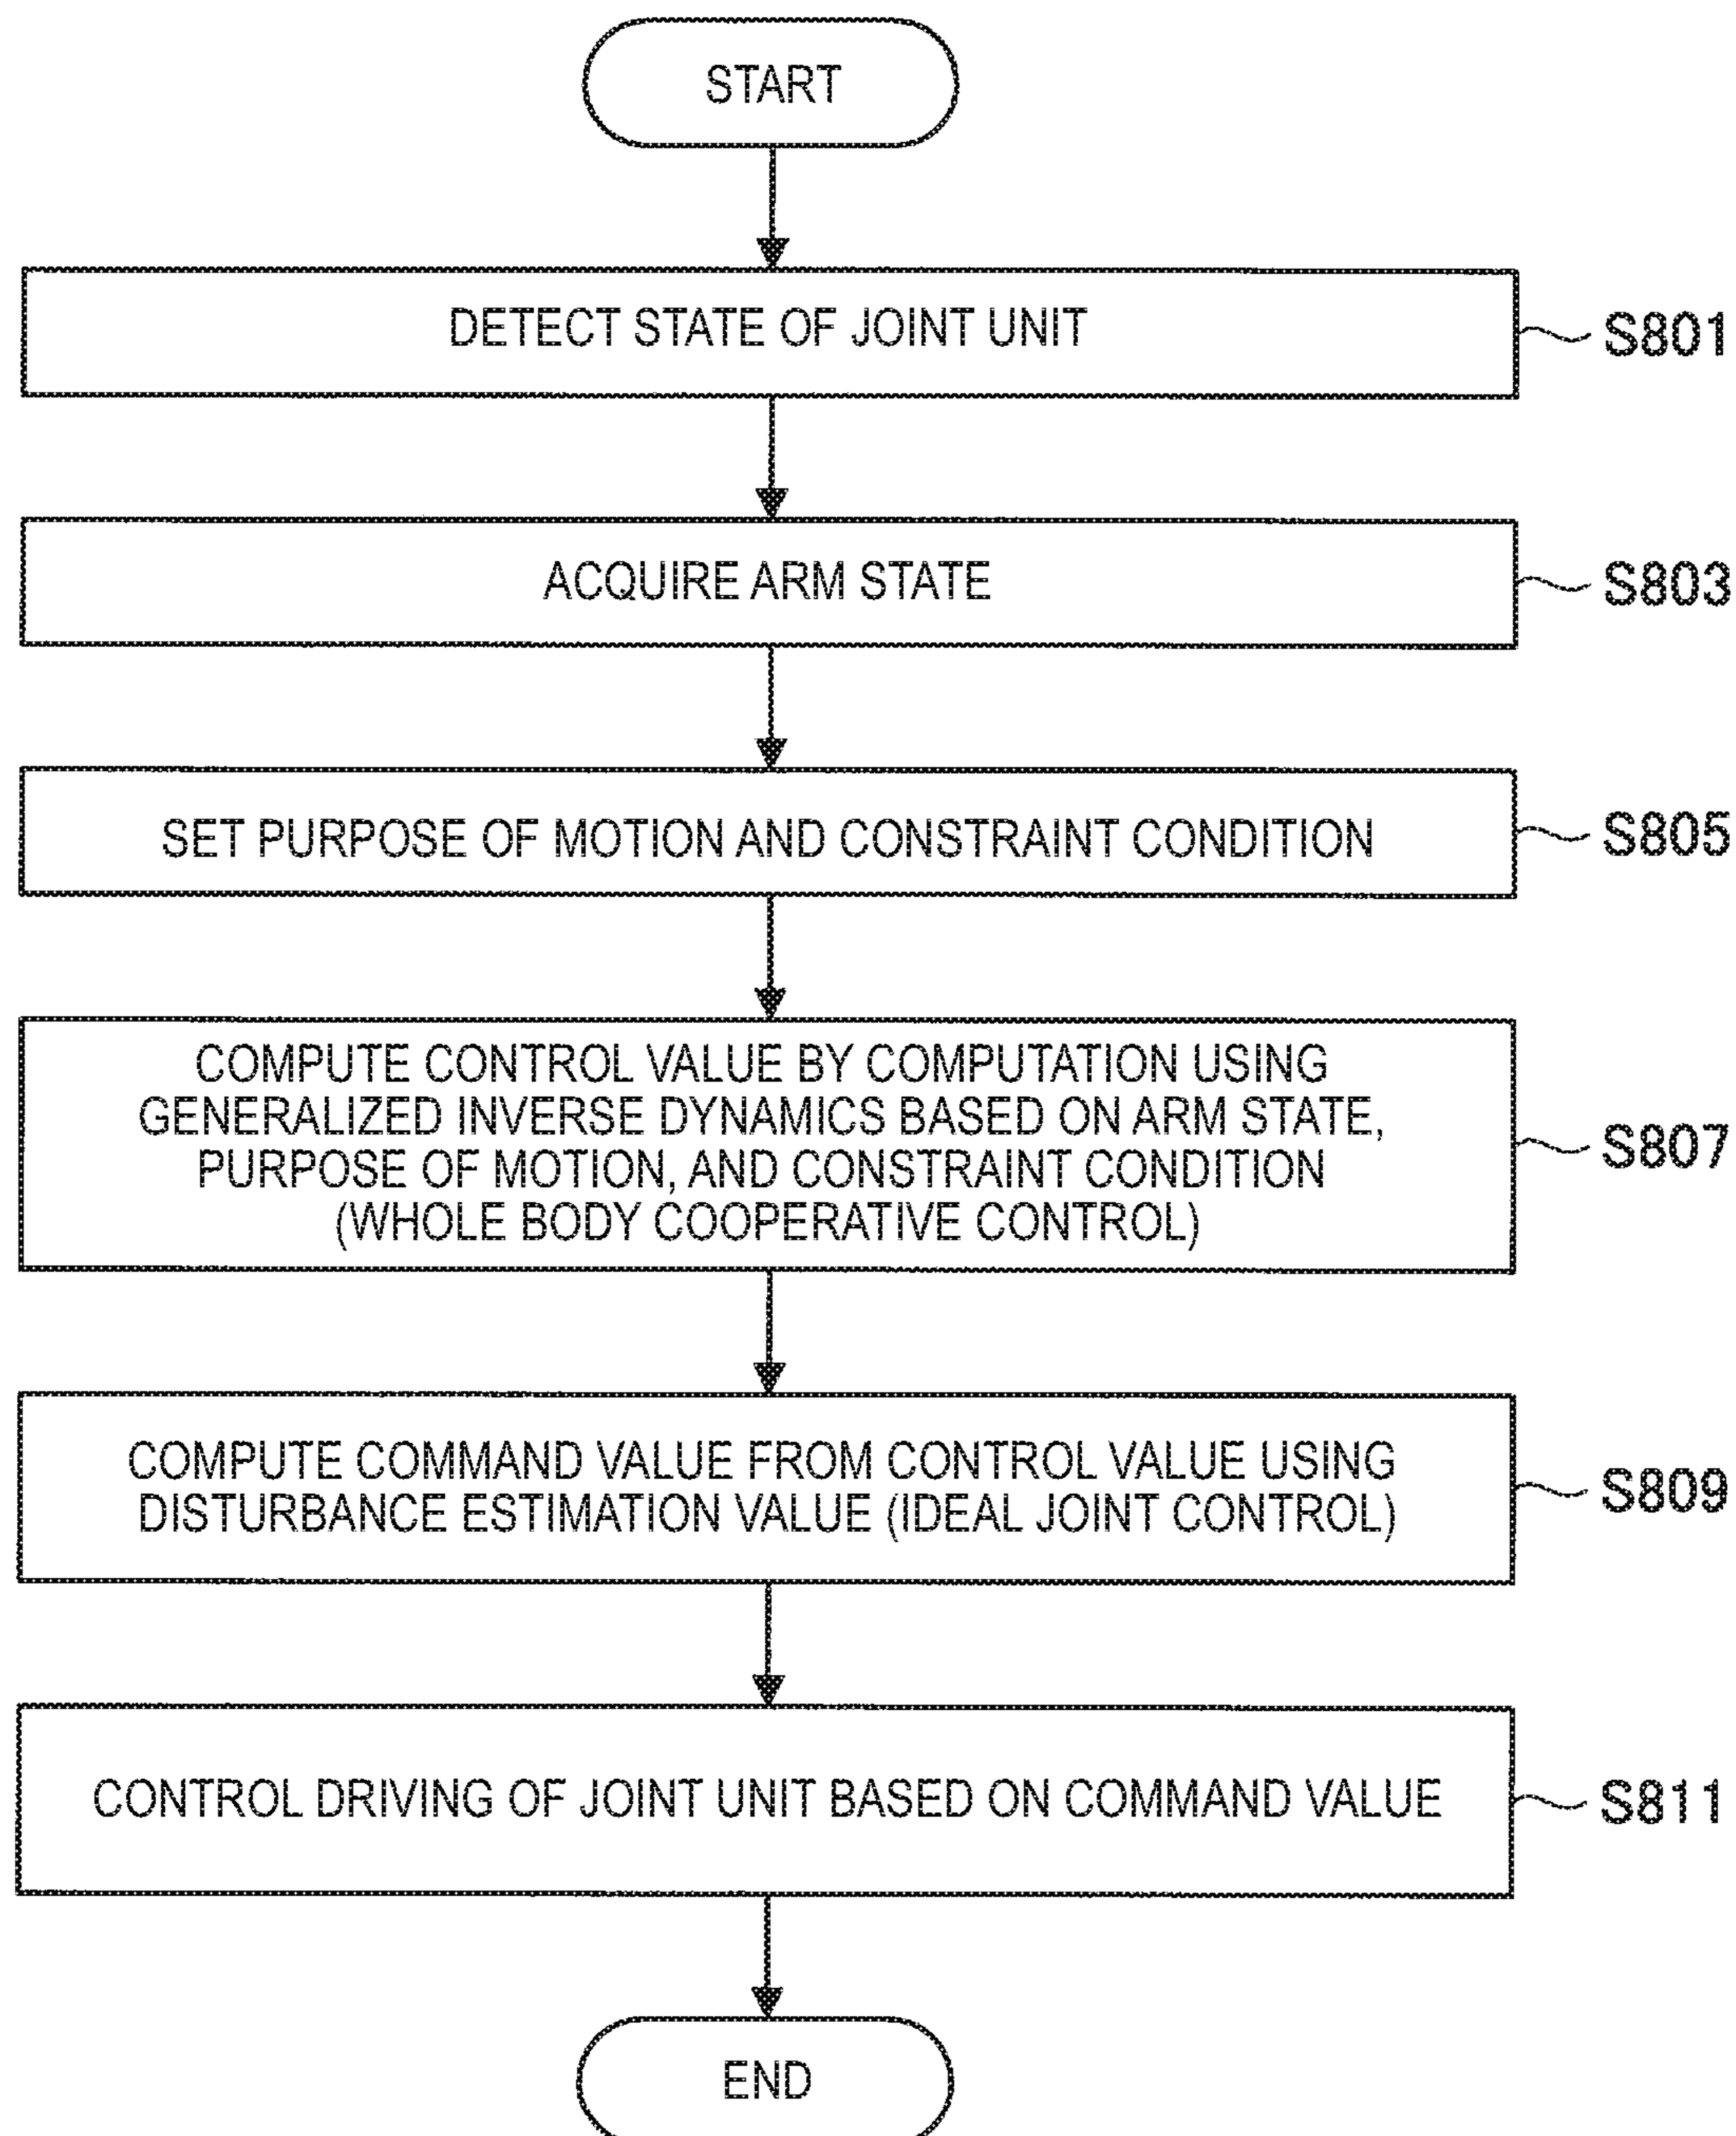 START
DETECT STATE OF JOINT UNIT
S801
ACQUIRE ARM STATE
S803
SET PURPOSE OF MOTION AND CONSTRAINT CONDITION
S805
COMPUTE CONTROL VALUE BY COMPUTATION USING
GENERALIZED INVERSE DYNAMICS BASED ON ARM STATE,
PURPOSE OF MOTION, AND CONSTRAINT CONDITION
(WHOLE BODY COOPERATIVE CONTROL)
S807
COMPUTE COMMAND VALUE FROM CONTROL VALUE USING
DISTURBANCE ESTIMATION VALUE (IDEAL JOINT CONTROL)
S809
CONTROL DRIVING OF JOINT UNIT BASED ON COMMAND VALUE
S811
END